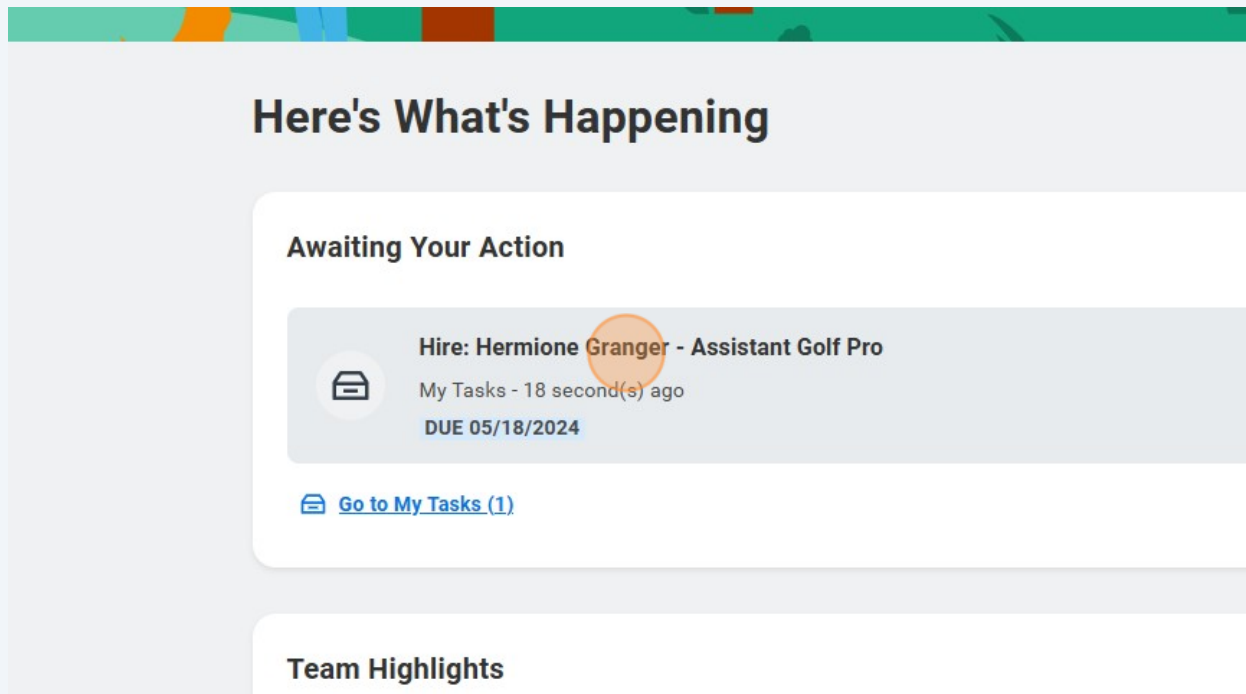 Here's What's Happening
Awaiting Your Action
Hire: Hermione Granger - Assistant Golf Pro
My Tasks - 18 second(s) ago
DUE 05/18/2024
Go to My Tasks (1)
Team Highlights